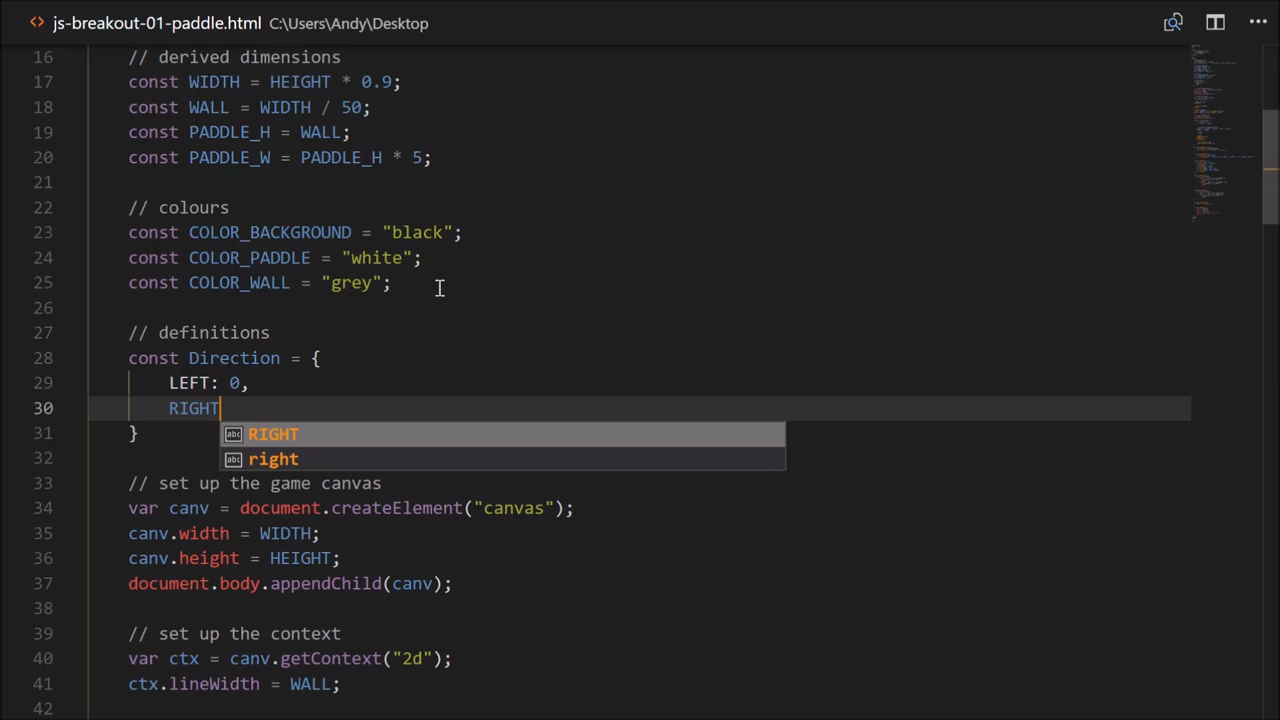 js-breakout-01-paddle.html C:\Users\Andy\Desktop
16 // derived dimensions
17 const WIDTH = HEIGHT * 0.9;
18 const WALL = WIDTH / 50;
19 const PADDLE_H = WALL;
20 const PADDLE_W = PADDLE_H * 5;
21
22 // colours
23 const COLOR_BACKGROUND = "black";
24 const COLOR_PADDLE = "white";
25 const COLOR_WALL = "grey";
26
27 // definitions
28 const Direction = {
29 LEFT: 0,
30 RIGHT
31 }
abc RIGHT
32
abc right
33 // set up the game canvas
34 var canv = document.createElement("canvas");
35 canv.width = WIDTH;
36 canv.height = HEIGHT;
37 document.body.appendChild(canv);
38
39 // set up the context
40 var ctx = canv.getContext("2d");
41 ctx.lineWidth = WALL;
42